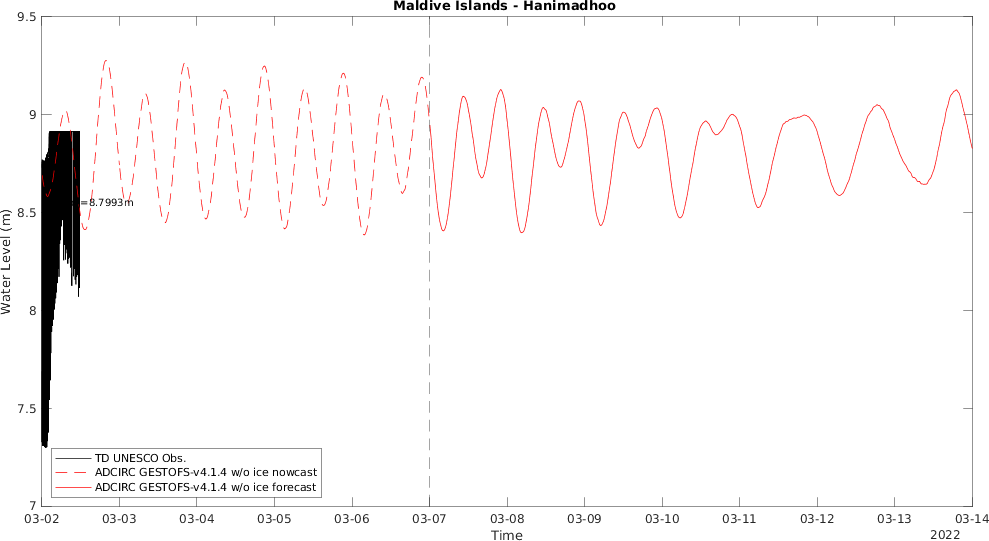 Maldive Islands - Hanimadhoo
9.5
9
8.5
8
7.5
7
Water Level (m)
=8.7993m
TD UNESCO Obs.
ADCIRC GESTOFS-v4.1.4 w/o ice nowcast
ADCIRC GESTOFS-v4.1.4 w/o ice forecast
03-02 03-03 03-04 03-05 03-06 03-07 03-08 03-09 03-10 03-11 03-12 03-13 03-14
Time
2022